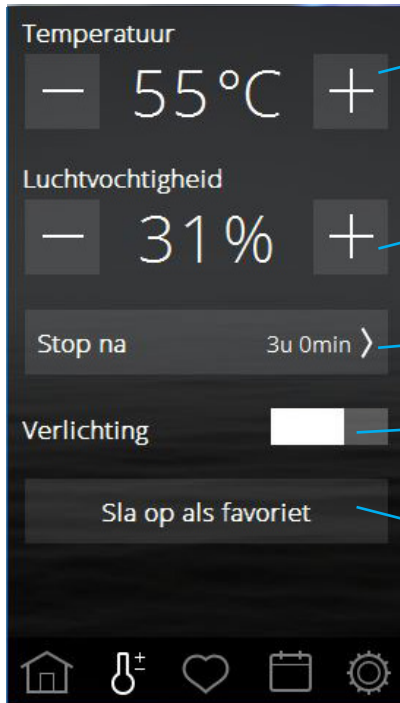 Temperatuur
55°C
Luchtvochtigheid
31%
Stop na 3u 0min
Verlichting
Sla op als favoriet